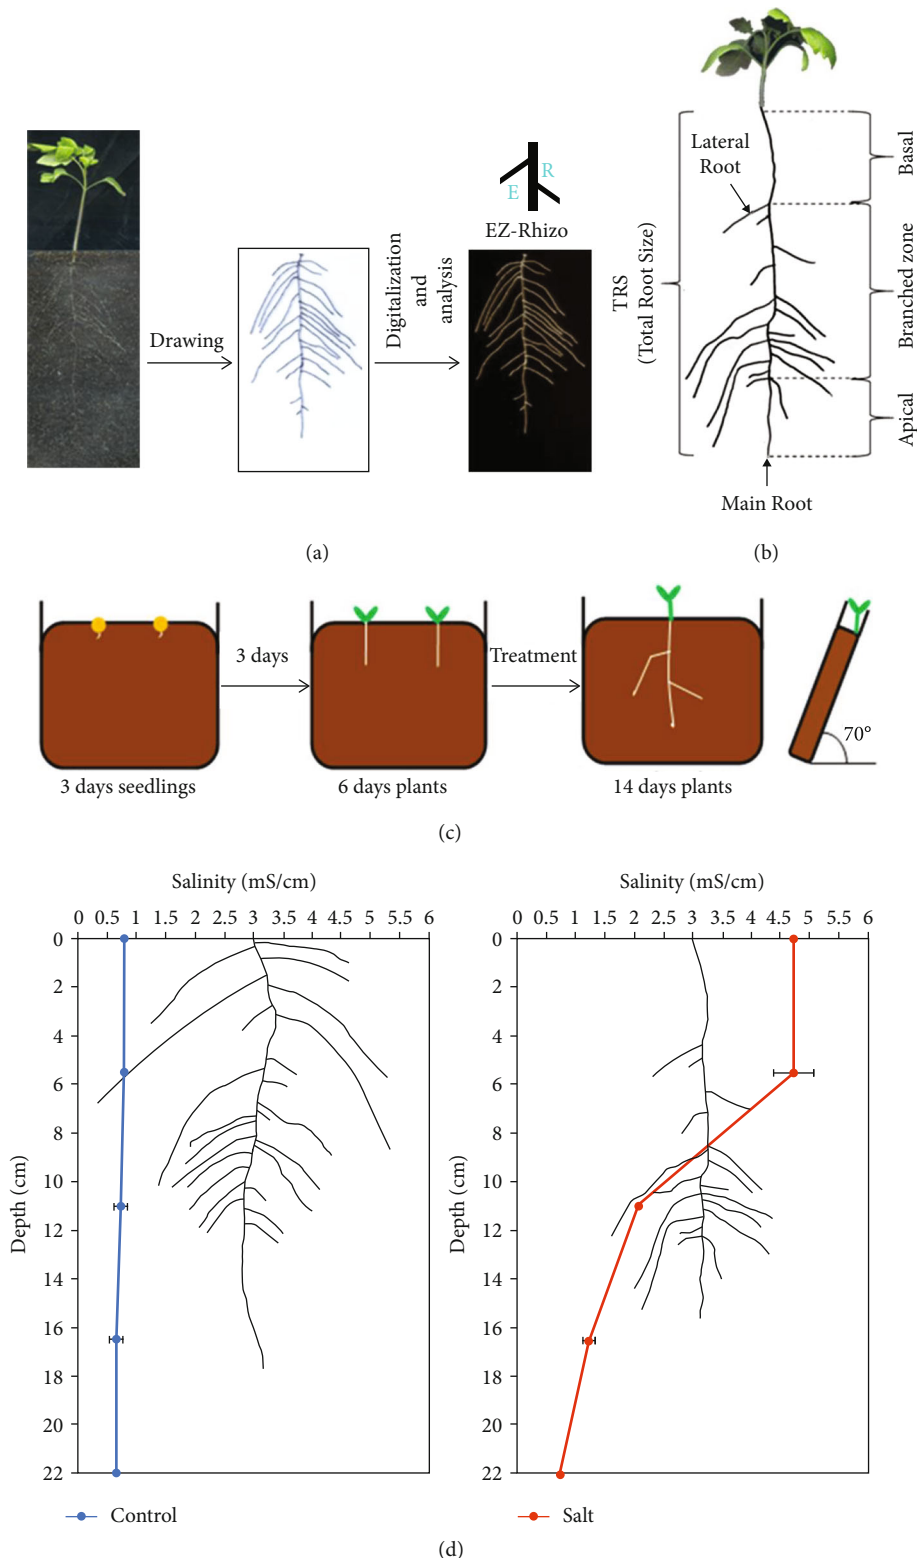 E
R
EZ-Rhizo
Drawing
Digitalization
and
analysis
(a)
Lateral
Root
TRS
(Total Root Size)
Basal
Branched zone
Apical
Main Root
(b)
3 days
Treatment
70°
3 days seedlings
6 days plants
14 days plants
(c)
Salinity (mS/cm)
0 0.5 1 1.5 2 2.5 3 3.5 4 4.5 5 5.5 6
0
2
4
6
8
10
12
14
16
18
20
22
Depth (cm)
Control
Salinity (mS/cm)
0 0.5 1 1.5 2 2.5 3 3.5 4 4.5 5 5.5 6
0
2
4
6
8
10
12
14
16
18
20
22
Depth (cm)
Salt
(d)